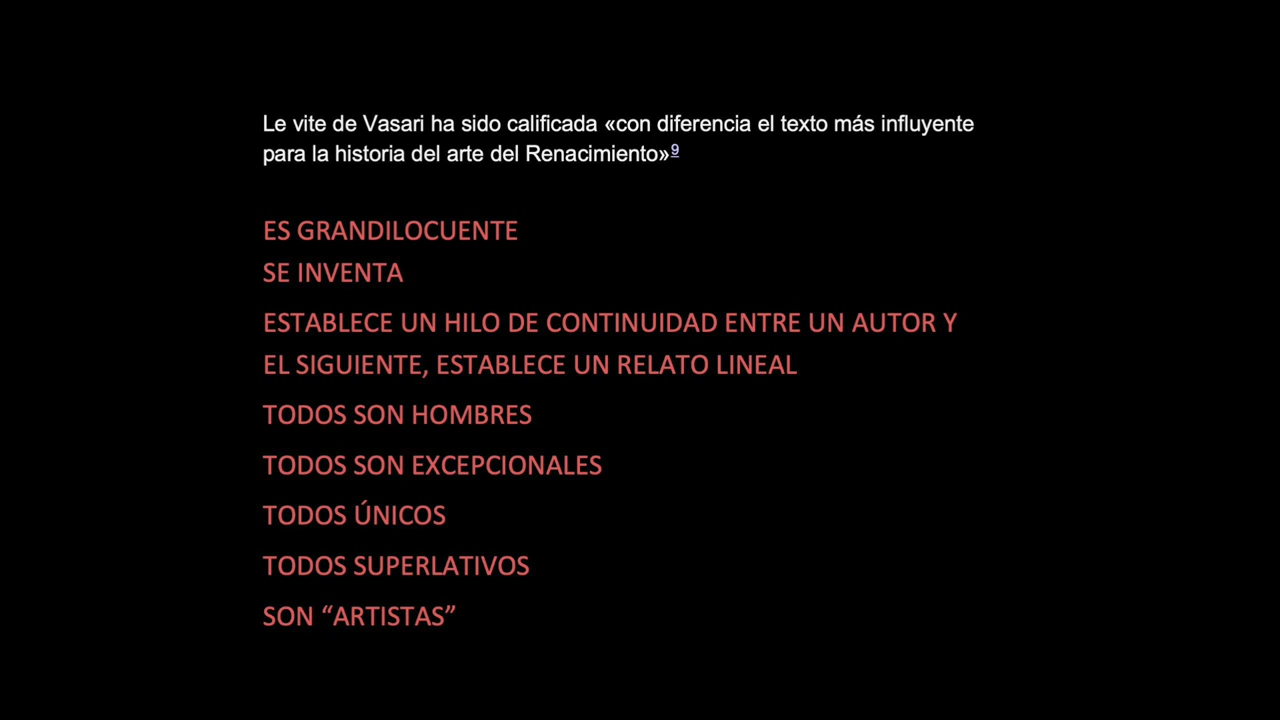 Le vite de Vasari ha sido calificada «con diferencia el texto más influyente
para la historia del arte del Renacimiento»9
ES GRANDILOCUENTE
SE INVENTA
ESTABLECE UN HILO DE CONTINUIDAD ENTRE UN AUTOR Y
EL SIGUIENTE, ESTABLECE UN RELATO LINEAL
TODOS SON HOMBRES
TODOS SON EXCEPCIONALES
TODOS ÚNICOS
TODOS SUPERLATIVOS
SON “ARTISTAS”